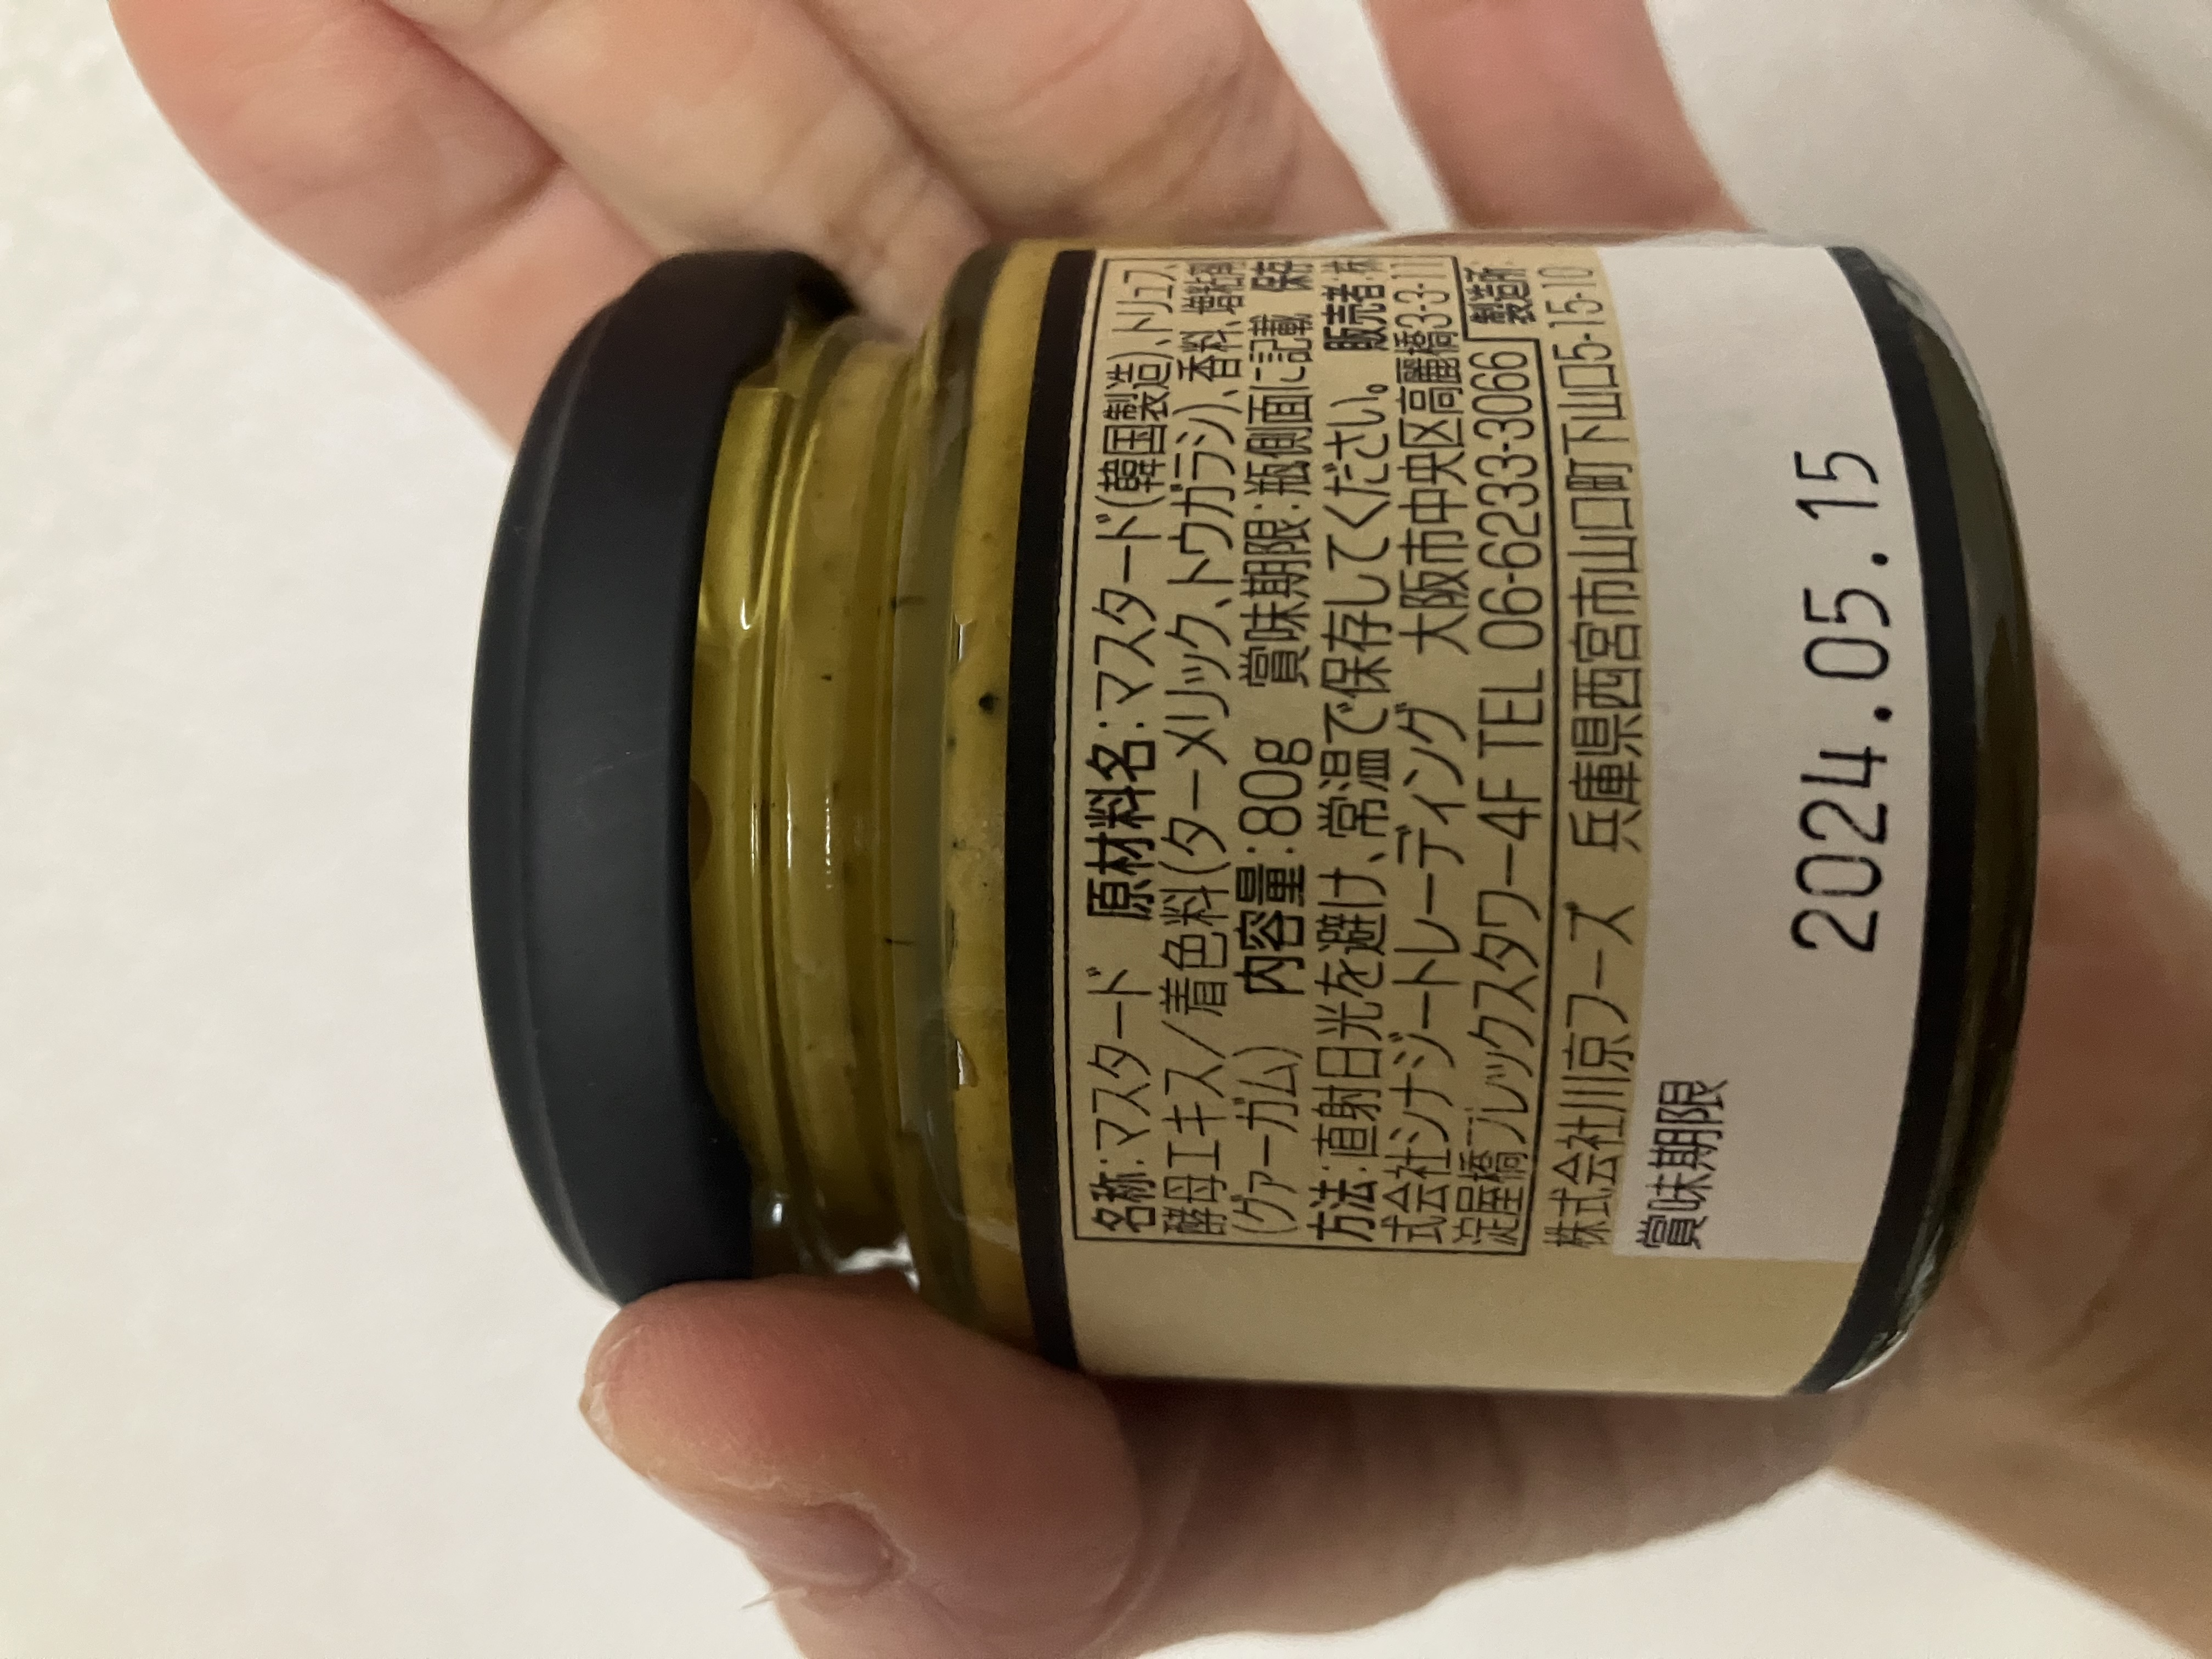 名称:マスタード 原材料名:マスタード(韓国製造)、トリュフ、
酵母エキス/着色料(ターメリック、トウガラシ)、香料、増粘剤
(グァーガム) 内容量:80g 賞味期限:瓶側面に記載 保存
方法:直射日光を避け、常温で保存してください。 販売者:株
式会社シナジートレーディング 大阪市中央区高麗橋3-3-11
淀屋橋フレックスタワー4F TEL 06-6233-3066 製造所
株式会社川京フーズ 兵庫県西宮市山口町下山口5-15-10
賞味期限
2024.05.15